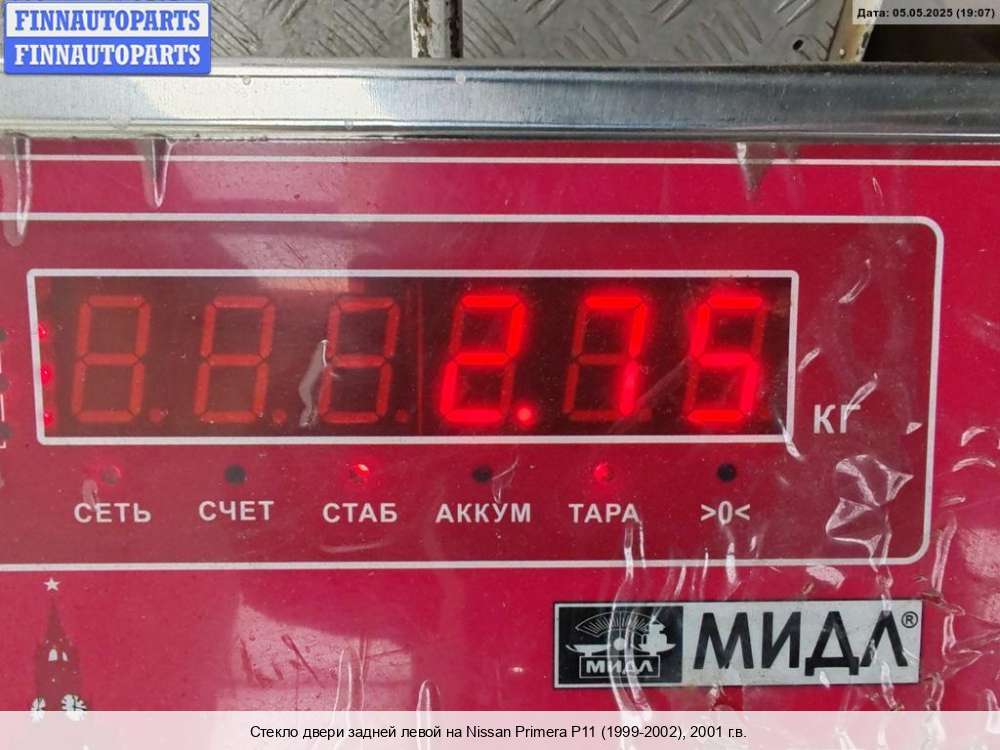 FINNAUTOPARTS
FINNAUTOPARTS
Дата: 05.05.2025 (19:07)
2.75
КГ
СЕТЬ СЧЕТ СТАБ АККУМ ТАРА >0<
МИДЛ МИДЛ®
Стекло двери задней левой на Nissan Primera P11 (1999-2002), 2001 г.в.